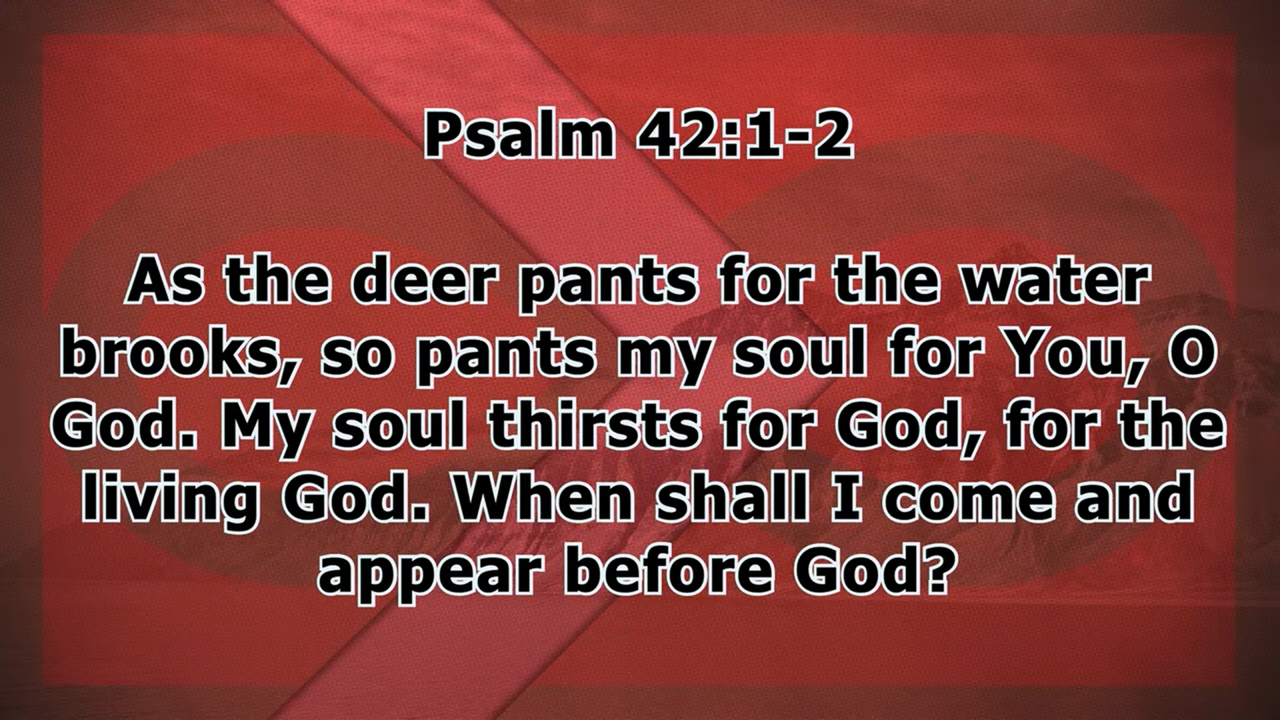 Psalm 42:1-2
As the deer pants for the water
brooks, so pants my soul for You, O
God. My soul thirsts for God, for the
living God. When shall I come and
appear before God?